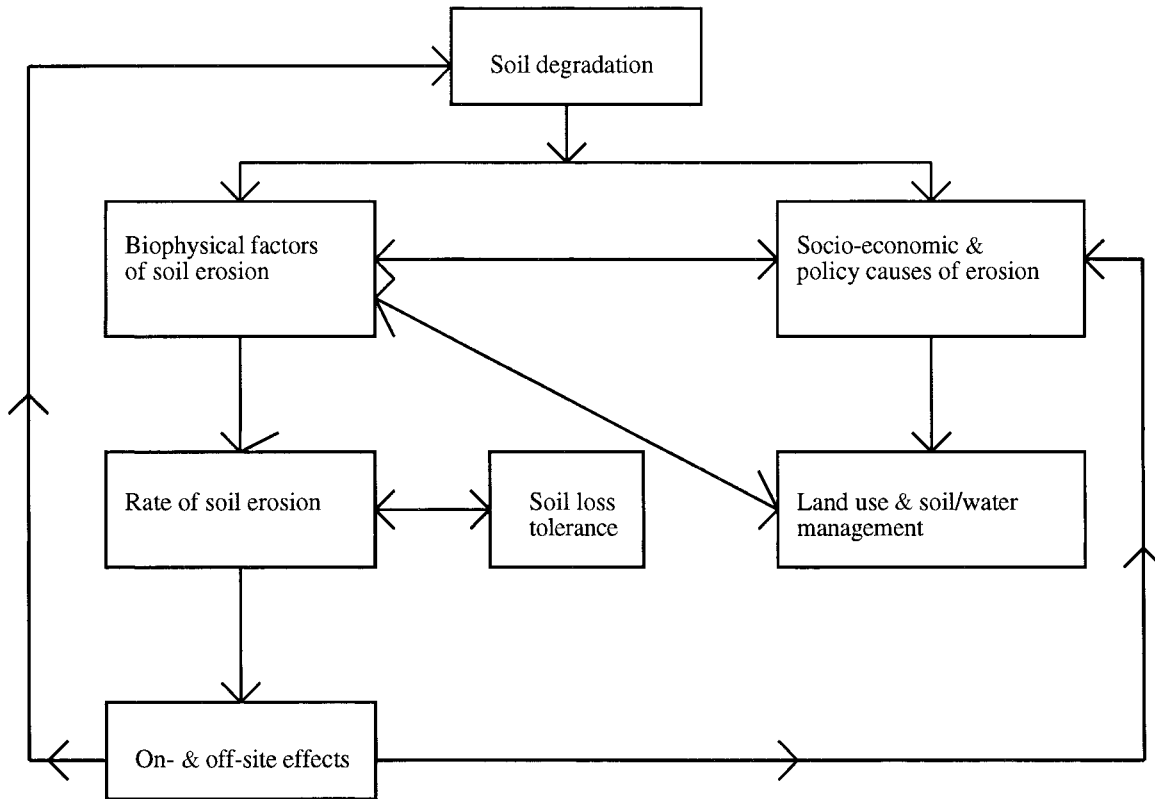 Soil degradation
Biophysical factors
of soil erosion
Socio-economic &
policy causes of erosion
Rate of soil erosion
Soil loss
tolerance
Land use & soil/water
management
On- & off-site effects